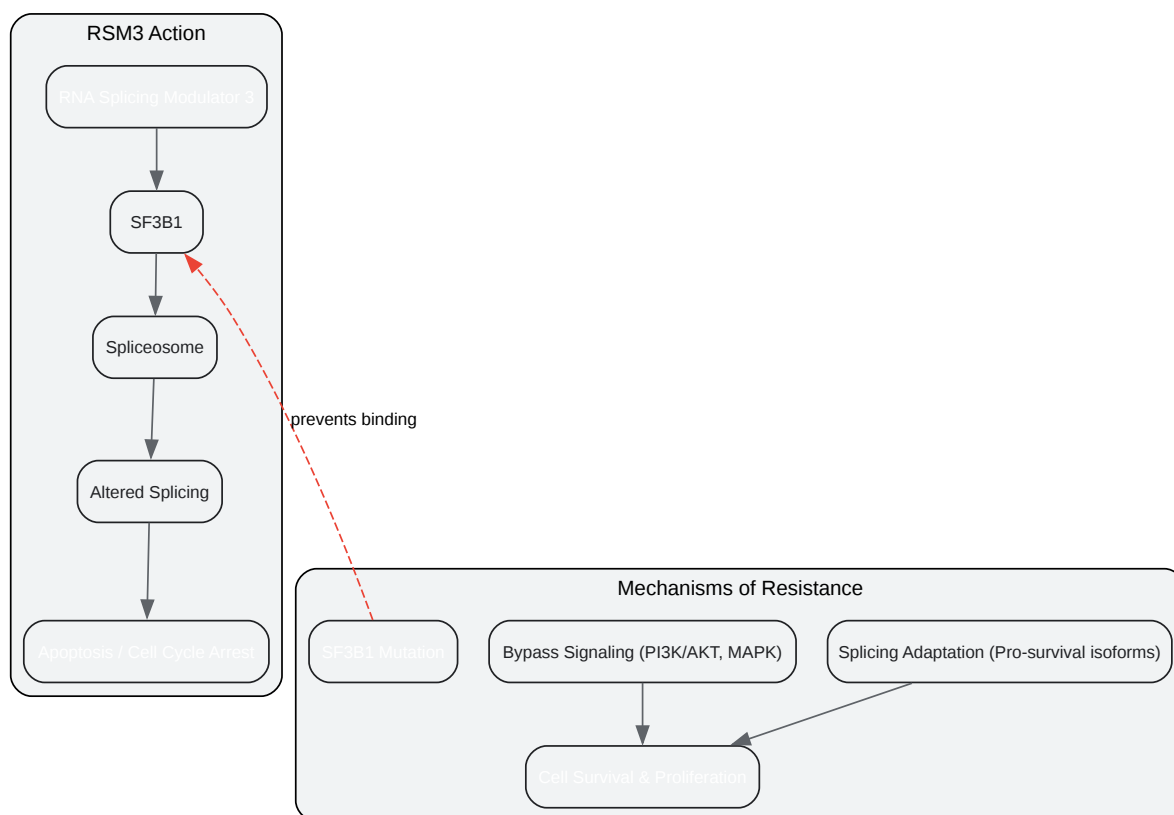 RSM3 Action
RNA Splicing Modulator 3
SF3B1
Spliceosome
prevents binding
Altered Splicing
Apoptosis / Cell Cycle Arrest
Mechanisms of Resistance
SF3B1 Mutation
Bypass Signaling (PI3K/AKT, MAPK)
Splicing Adaptation (Pro-survival isoforms)
Cell Survival & Proliferation